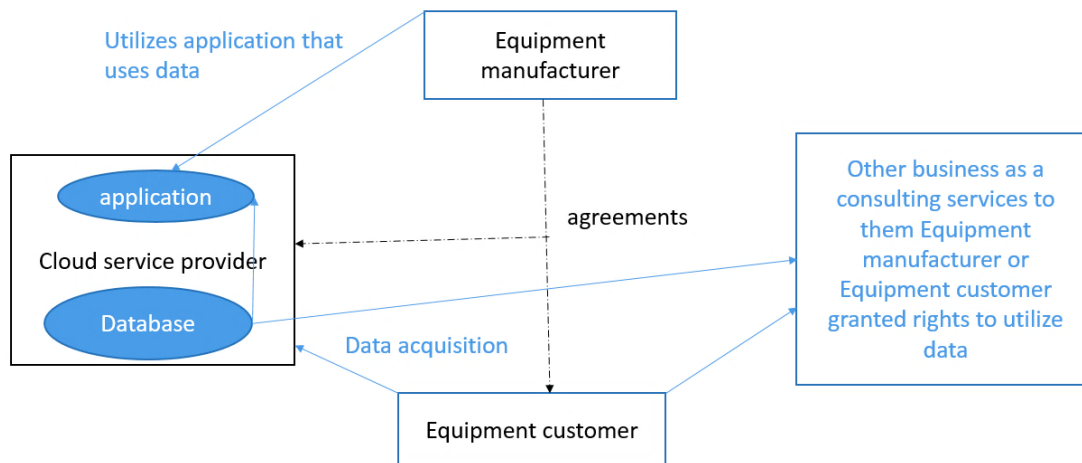 Utilizes application that
uses data
Equipment
manufacturer
application
Cloud service provider
Database
agreements
Data acquisition
Equipment customer
Other business as a
consulting services to
them Equipment
manufacturer or
Equipment customer
granted rights to utilize
data